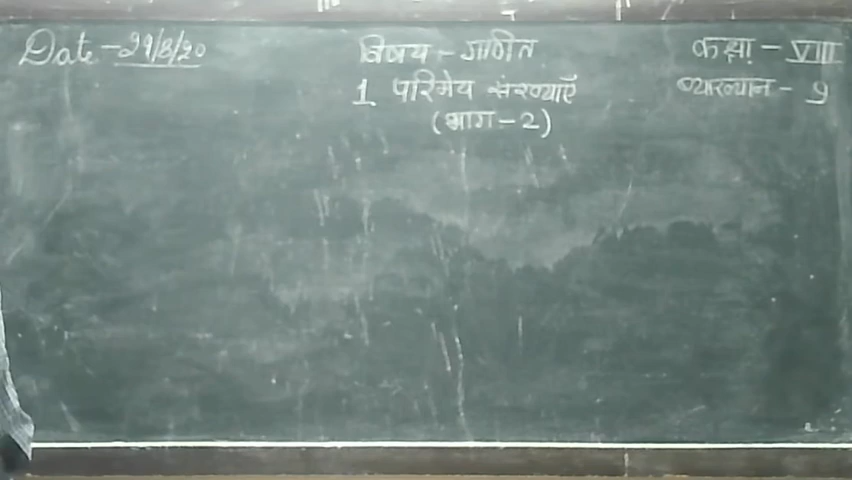 Date - 21/8/20 विषय - गणित कक्षा - VIII
1 परिमेय संख्याएँ व्याख्यान - 9
(भाग - 2)